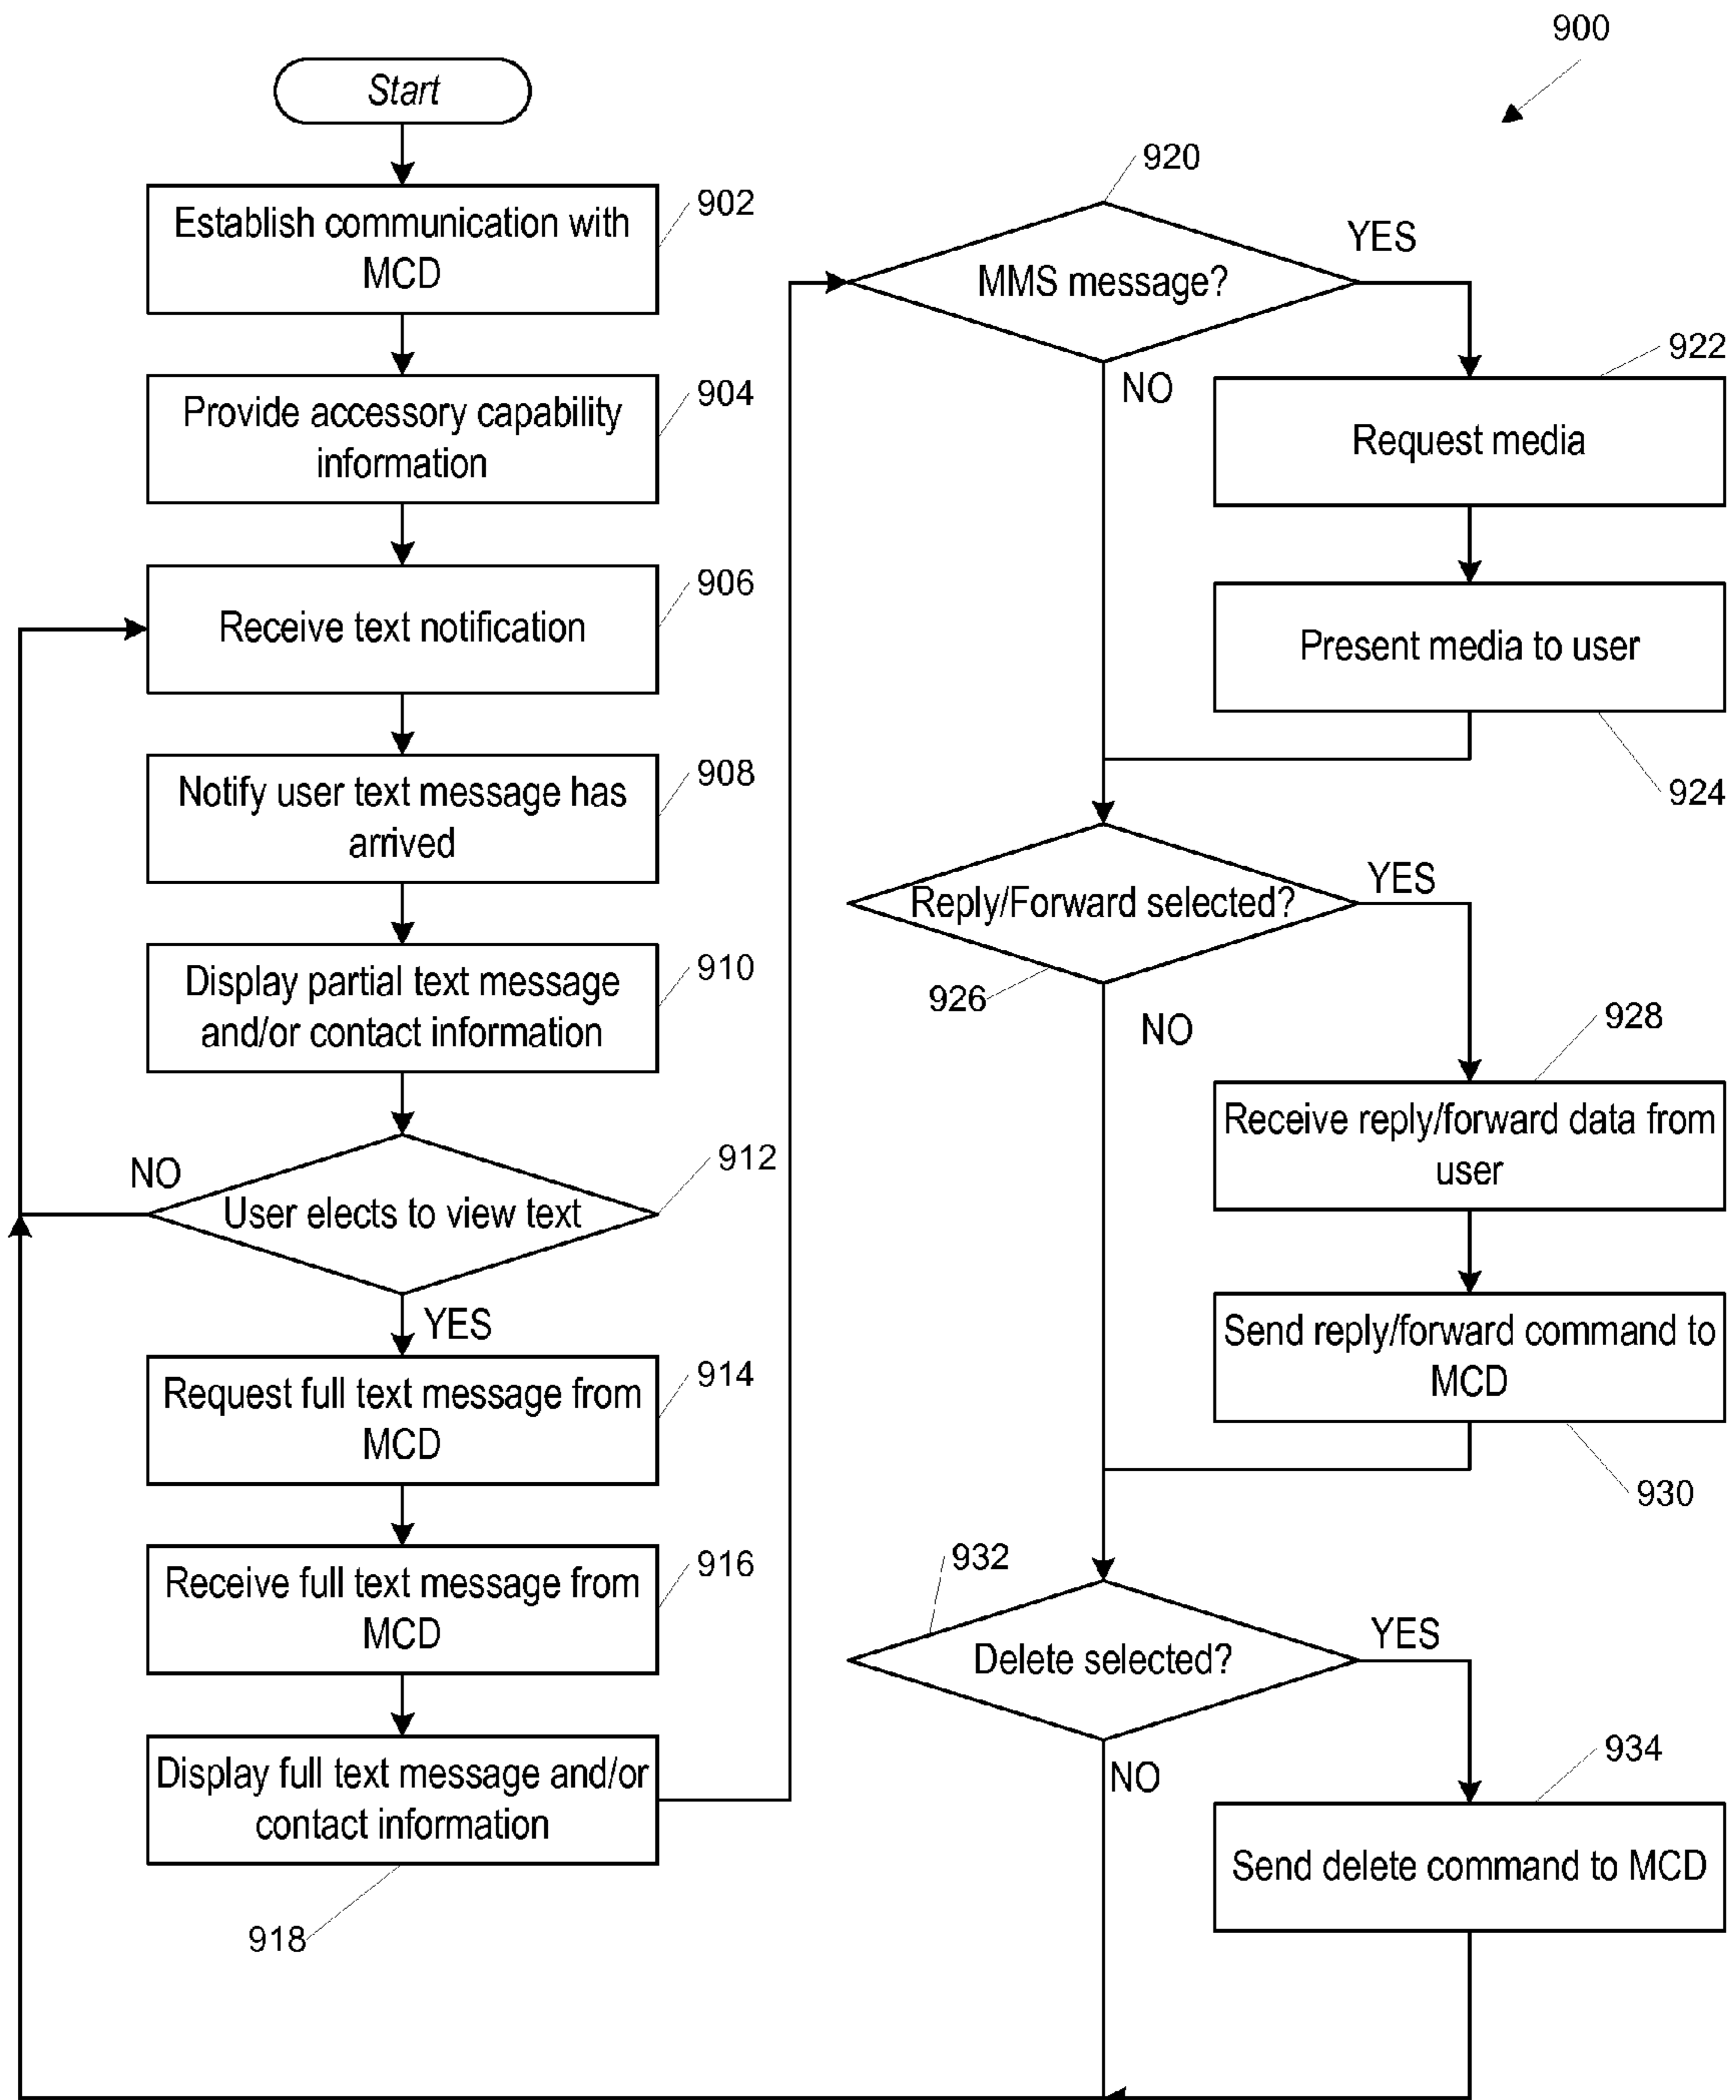 900
Start
Establish communication with
MCD
902
Provide accessory capability
information
904
Receive text notification
906
Notify user text message has
arrived
908
Display partial text message
and/or contact information
910
User elects to view text
912
NO
YES
Request full text message from
MCD
914
Receive full text message from
MCD
916
Display full text message and/or
contact information
918
920
MMS message?
YES
NO
922
Request media
Present media to user
924
Reply/Forward selected?
YES
926
NO
928
Receive reply/forward data from
user
Send reply/forward command to
MCD
930
932
Delete selected?
YES
NO
934
Send delete command to MCD